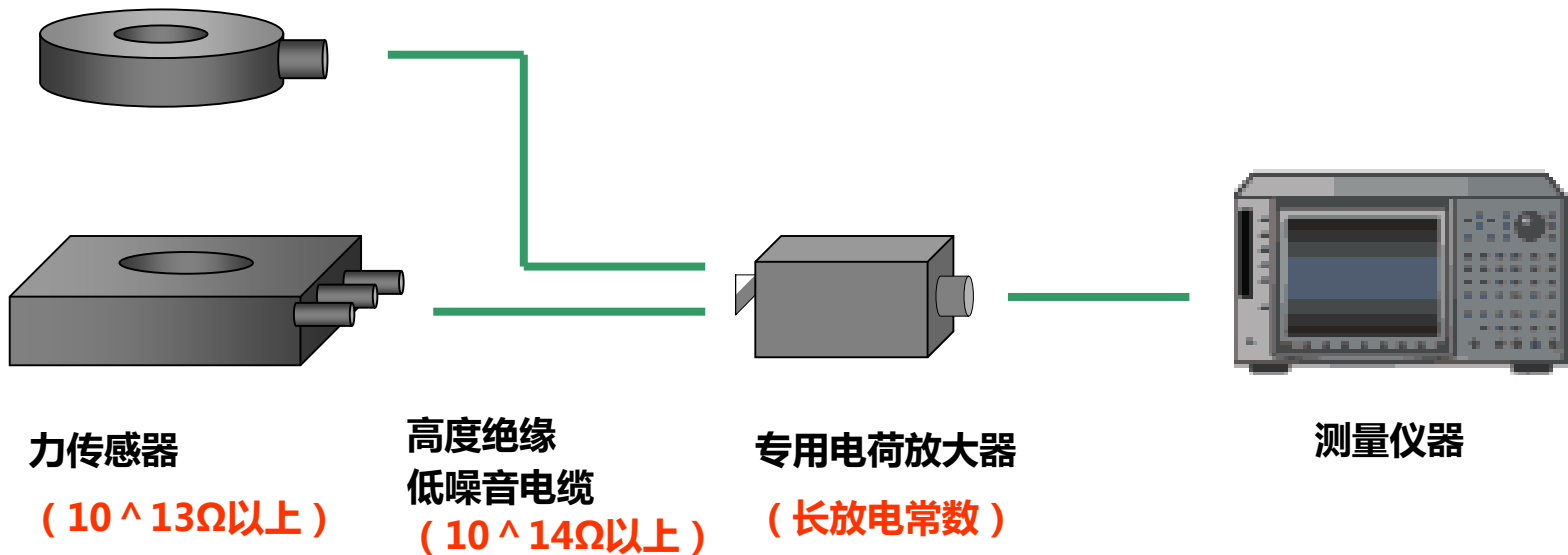 力传感器
（10＾13Ω以上）
高度绝缘
低噪音电缆
（10＾14Ω以上）
专用电荷放大器
（长放电常数）
测量仪器